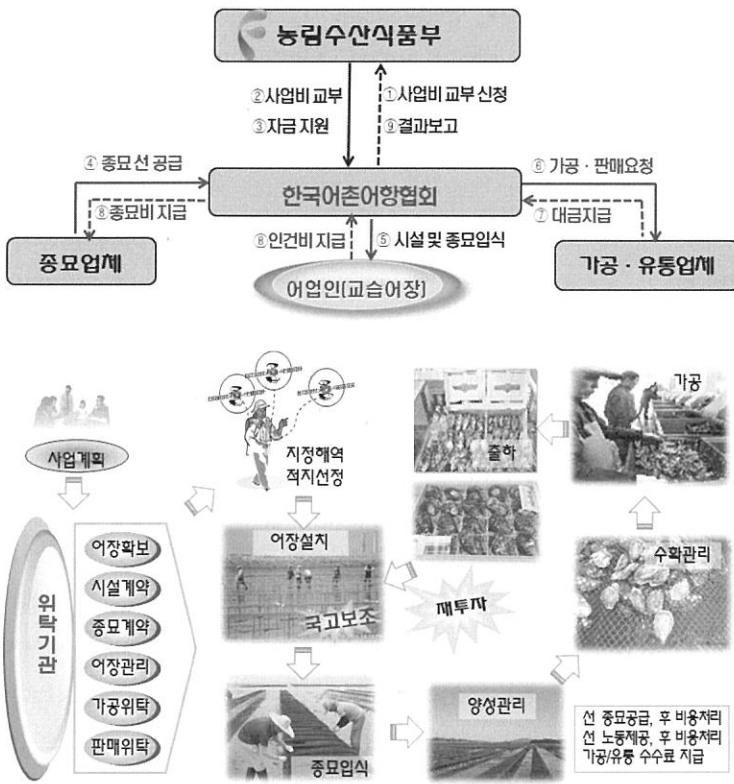 농림수산식품부
②사업비 교부
③자금 지원
①사업비 교부 신청
⑨결과보고
④ 종묘 선 공급
⑧종묘비 지급
한국어촌어항협회
⑥ 가공 · 판매요청
⑦ 대금지급
종묘업체
⑧인건비 지급
⑤ 시설 및 종묘입식
가공 · 유통업체
어업인(교습어장)
사업계획
지정해역
적지선정
출하
가공
위탁기관
어장확보
시설계약
종묘계약
어장관리
가공위탁
판매위탁
어장설치
국고보조
재투자
수확관리
종묘입식
양성관리
선 종묘공급, 후 비용처리
선 노동제공, 후 비용처리
가공/유통 수수료 지급